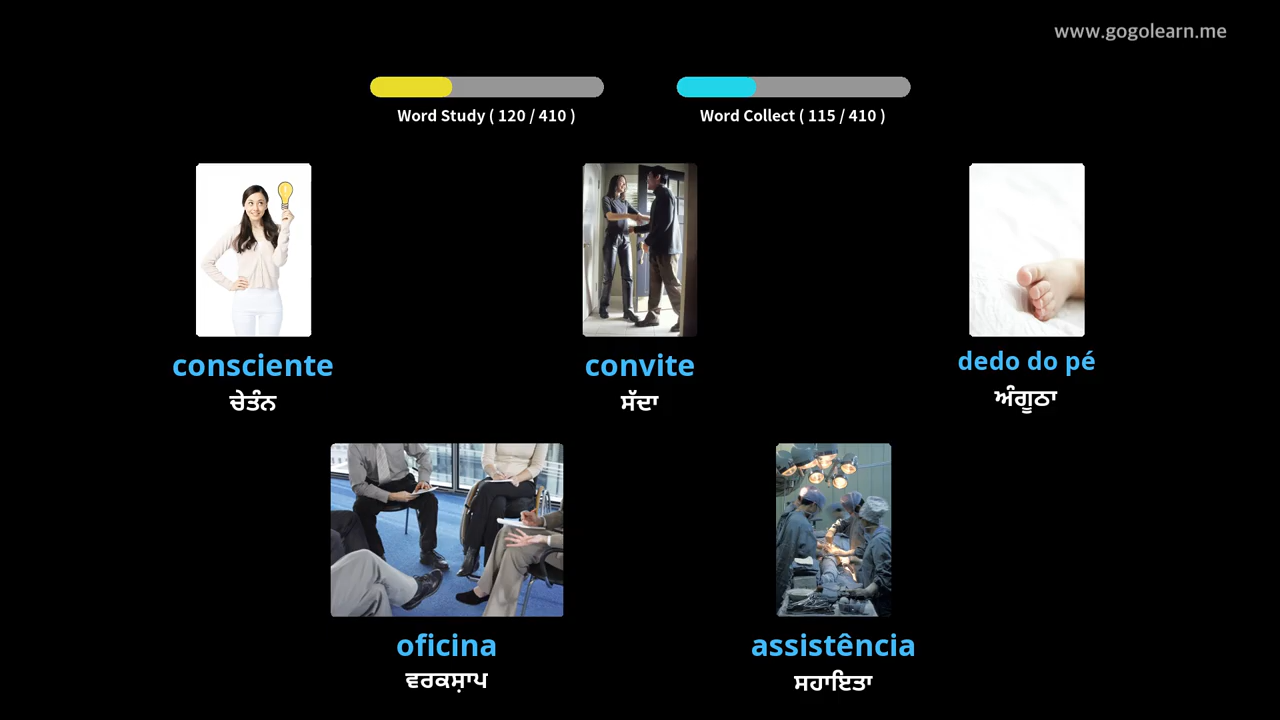 www.gogolearn.me
Word Study ( 120 / 410 )
Word Collect ( 115 / 410 )
consciente
ਚੇਤੰਨ
convite
ਸੱਦਾ
dedo do pé
ਅੰਗੂਠਾ
oficina
ਵਰਕਸ਼ਾਪ
assistência
ਸਹਾਇਤਾ